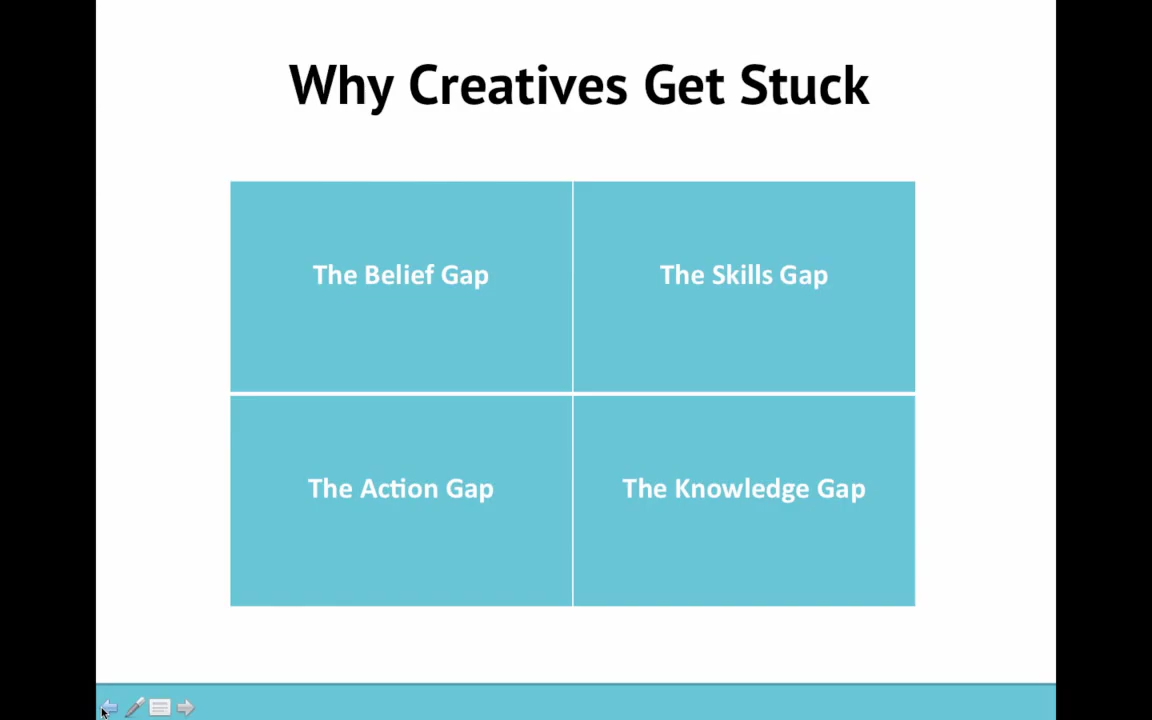 Why Creatives Get Stuck
The Belief Gap
The Skills Gap
The Action Gap
The Knowledge Gap